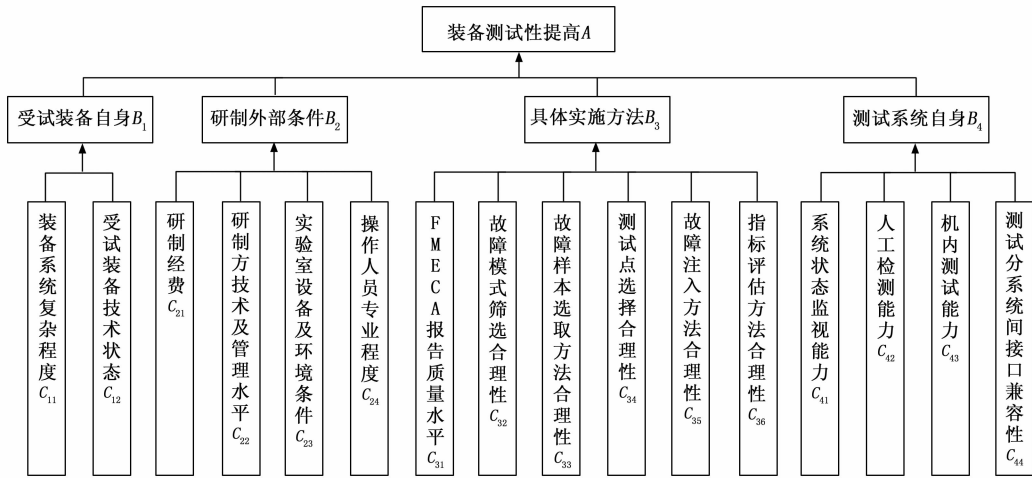 装备测试性提高A
受试装备自身B₁
研制外部条件B₂
具体实施方法B₃
测试系统自身B₄
装备系统复杂程度C₁₁
受试装备技术状态C₁₂
研制经费C₂₁
研制方技术及管理水平C₂₂
实验室设备及环境条件C₂₃
操作人员专业程度C₂₄
FMECA报告质量水平C₃₁
故障模式筛选合理性C₃₂
故障样本选取方法合理性C₃₃
测试点选择合理性C₃₄
故障注入方法合理性C₃₅
指标评估方法合理性C₃₆
系统状态监视能力C₄₁
人工检测能力C₄₂
机内测试能力C₄₃
测试分系统间接口兼容性C₄₄